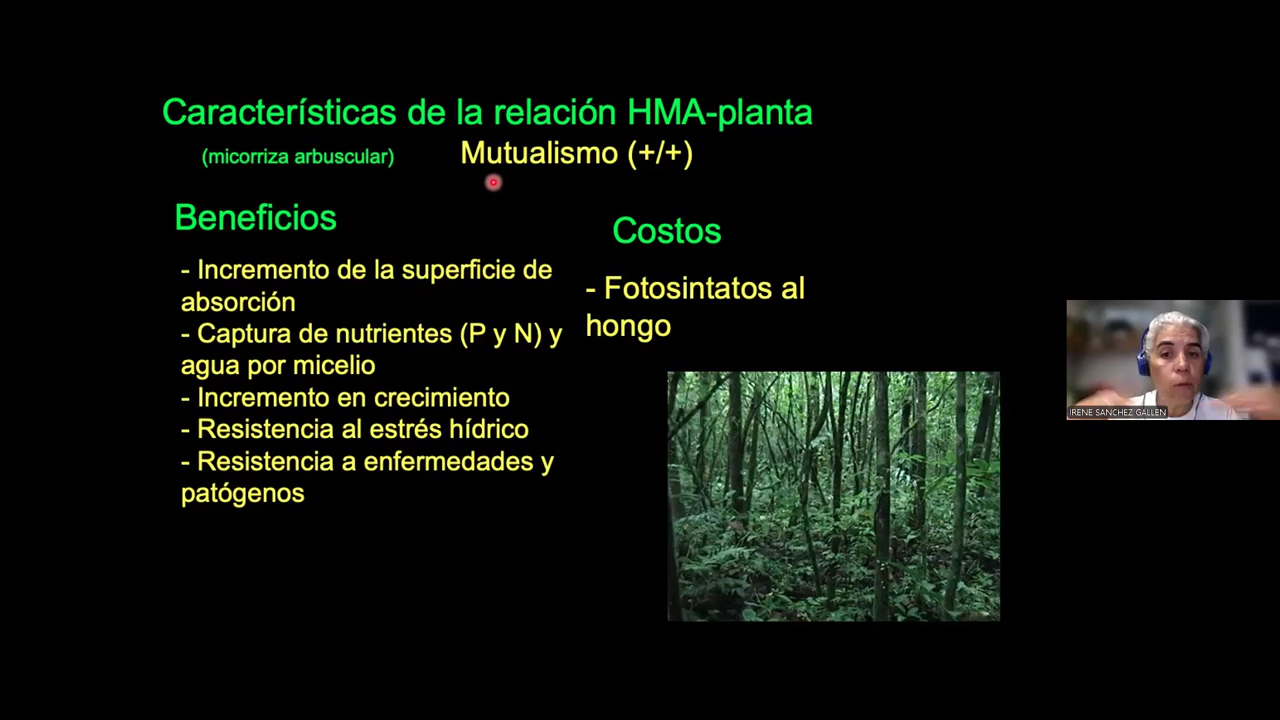 Características de la relación HMA-planta
(micorriza arbuscular)
Mutualismo (+/+)
Beneficios
- Incremento de la superficie de
absorción
- Captura de nutrientes (P y N) y
agua por micelio
- Incremento en crecimiento
- Resistencia al estrés hídrico
- Resistencia a enfermedades y
patógenos
Costos
- Fotosintatos al
hongo
IRENE SANCHEZ GALLEN